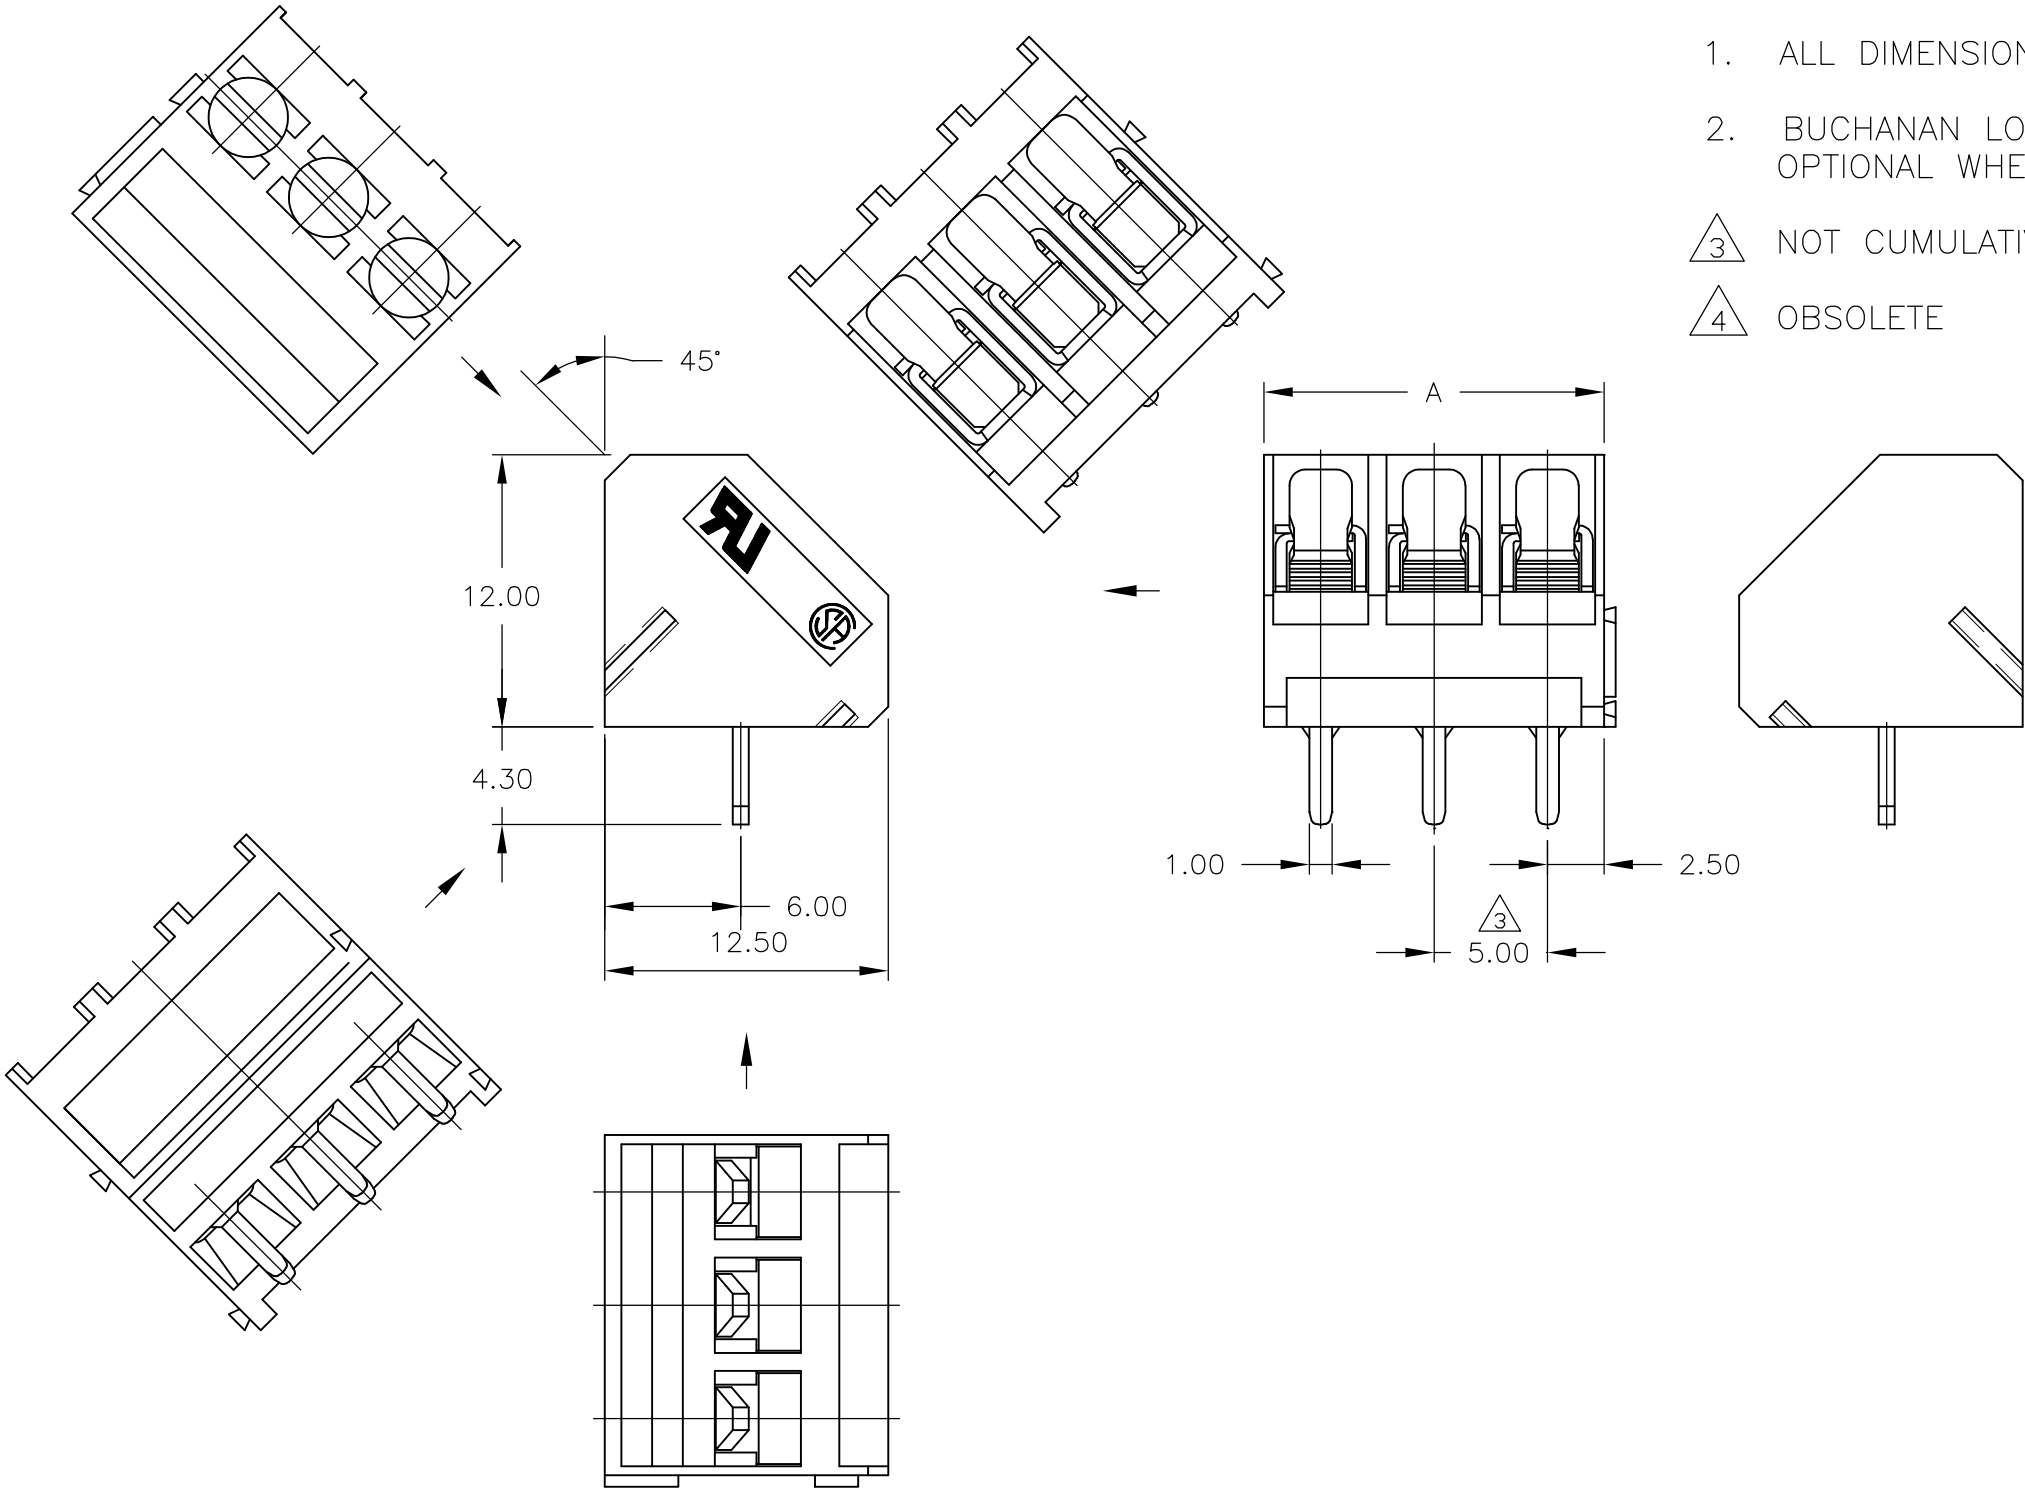 1. ALL DIMENSION
2. BUCHANAN LO
OPTIONAL WHE
3 NOT CUMULATI
4 OBSOLETE
45°
A
12.00
4.30
6.00
12.50
1.00
2.50
3
5.00